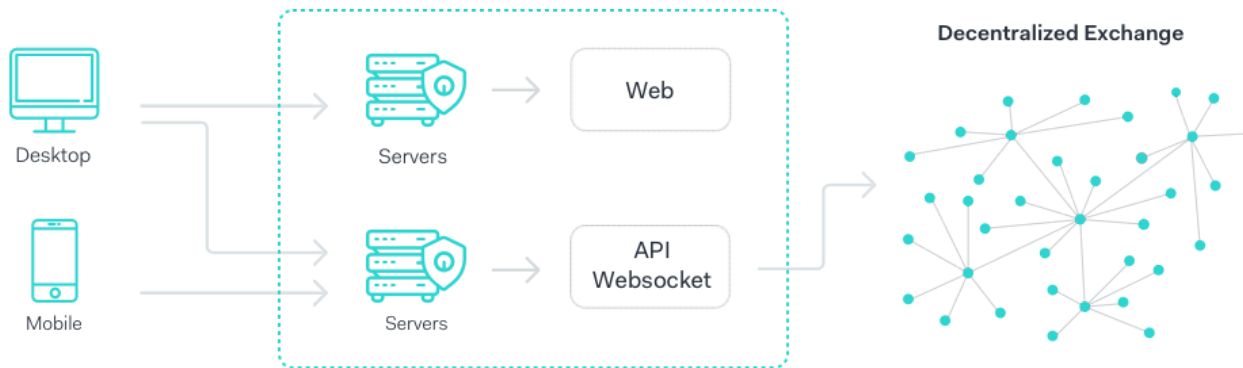 Decentralized Exchange
Desktop
Servers
Web
Mobile
Servers
API
Websocket